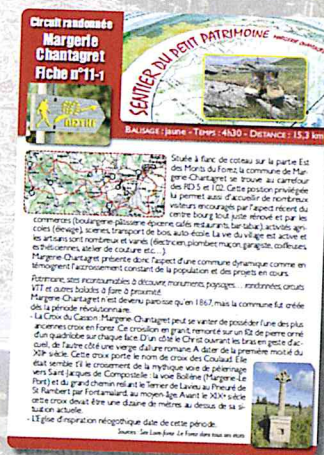 Circuit randonnée
Margerie
Chantagret
Fiche n°11-1
SENTIER DU PETIT PATRIMOINE MARGERIE CHANTAGRET
BALISAGE : jaune - TEMPS : 4h30 - DISTANCE : 15,3 km
Située à flanc de coteau sur la partie Est
des Monts du Forez, la commune de Mar-
gerie-Chantagret se trouve au carrefour
des RD 5 et 102. Cette position privilégiée
lui permet aussi d'accueillir de nombreux
visiteurs encouragés par l'aspect récent du
centre bourg tout juste rénové et par les
commerces (boulangerie pâtisserie épicerie, cafés restaurants, bar tabac), activités agri-
coles (élevage), scieries, transport de bois, auto-école. La vie du village est active et
les artisans sont nombreux et variés (électricien, plombier, maçon, garagiste, coiffeuses,
esthéticiennes, atelier de couture etc…)
Margerie-Chantagret présente donc l'aspect d'une commune dynamique comme en
témoignent l'accroissement constant de la population et des projets en cours.
Patrimoine, sites incontournables à découvrir, monuments, paysages…. randonnées, circuits
VTT et autres balades à faire à proximité.
Margerie-Chantagret n'est devenu paroisse qu'en 1867, mais la commune fut créée
dès la période révolutionnaire.
- La Croix du Casson : Margerie-Chantagret peut se vanter de posséder l'une des plus
anciennes croix en Forez. Ce crosillon en granit, remonté sur un fût de pierre orné
d'un quadrilobe sur chaque face. D'un côté le Christ ouvrant les bras en geste d'ac-
cueil, de l'autre côté une vierge d'allure romane. A dater de la première moitié du
XIIIe siècle. Cette croix porte le nom de croix des Coulaud. Elle
était semble t'il le croisement de la mythique voie de pèlerinage
vers Saint Jacques de Compostelle : la voie Bolène (Margerie-Le
Pont) et du grand chemin reliant le Terrier de Lavieu au Prieuré de
St Rambert par Fontamalard, au moyen âge. Avant le XIXe siècle
cette croix devait être une dizaine de mètres au dessus de sa si-
tuation actuelle.
- L'Eglise d'inspiration néogothique date de cette période.
Sources : Site Loire-forez - Le Forez dans tous ses états